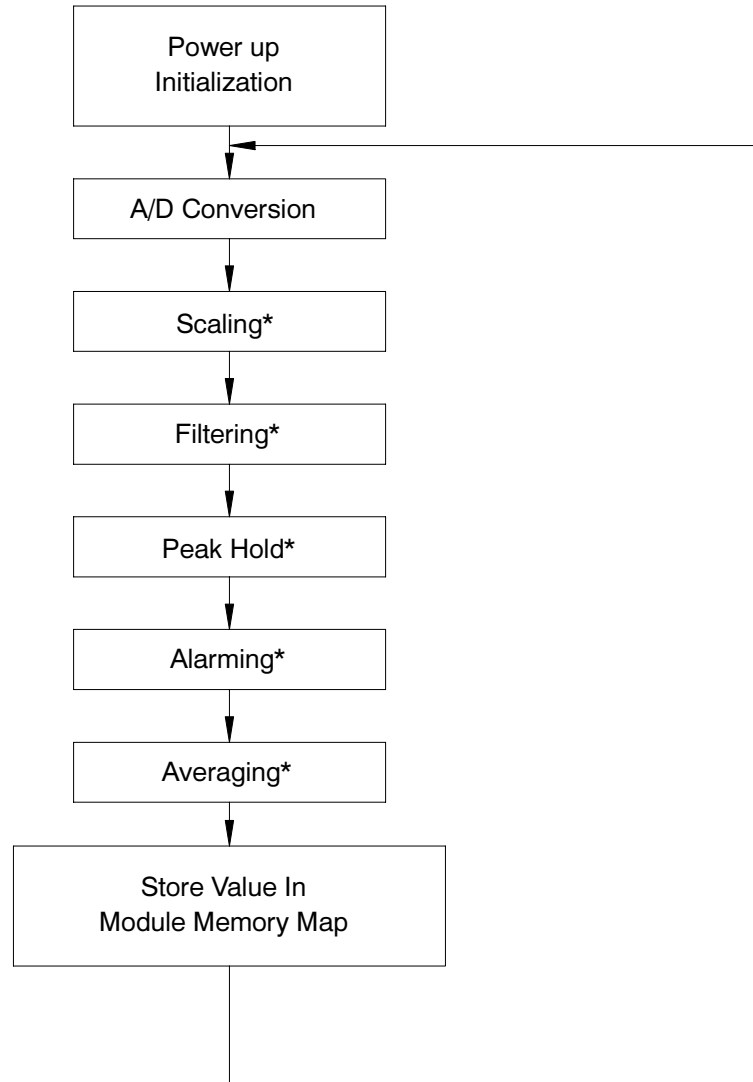 Power up
Initialization
A/D Conversion
Scaling*
Filtering*
Peak Hold*
Alarming*
Averaging*
Store Value In
Module Memory Map